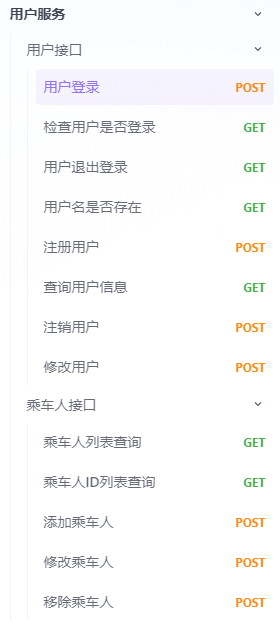 用户服务
用户接口
用户登录 POST
检查用户是否登录 GET
用户退出登录 GET
用户名是否存在 GET
注册用户 POST
查询用户信息 GET
注销用户 POST
修改用户 POST
乘车人接口
乘车人列表查询 GET
乘车人ID列表查询 GET
添加乘车人 POST
修改乘车人 POST
移除乘车人 POST